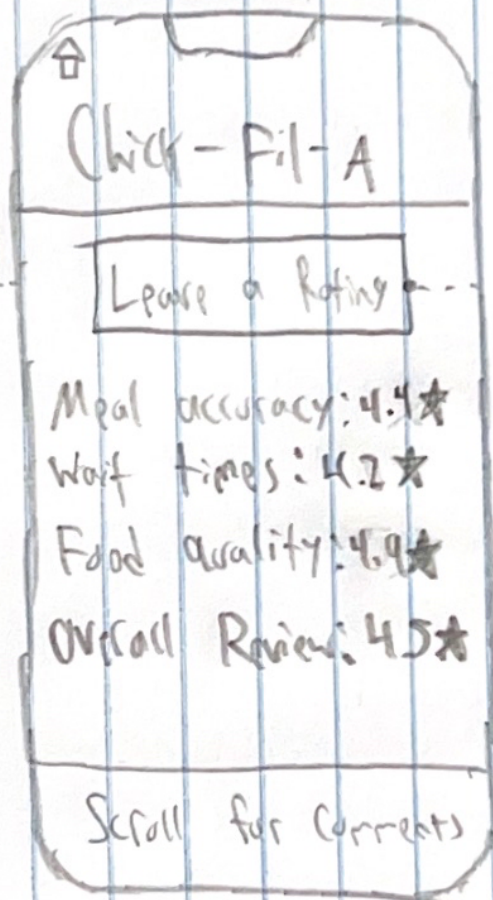 Chick-Fil-A
Leave a Rating
Meal accuracy: 4.4★
Wait times: 4.2★
Food quality: 4.9★
Overall Review: 4.5★
Scroll for Comments